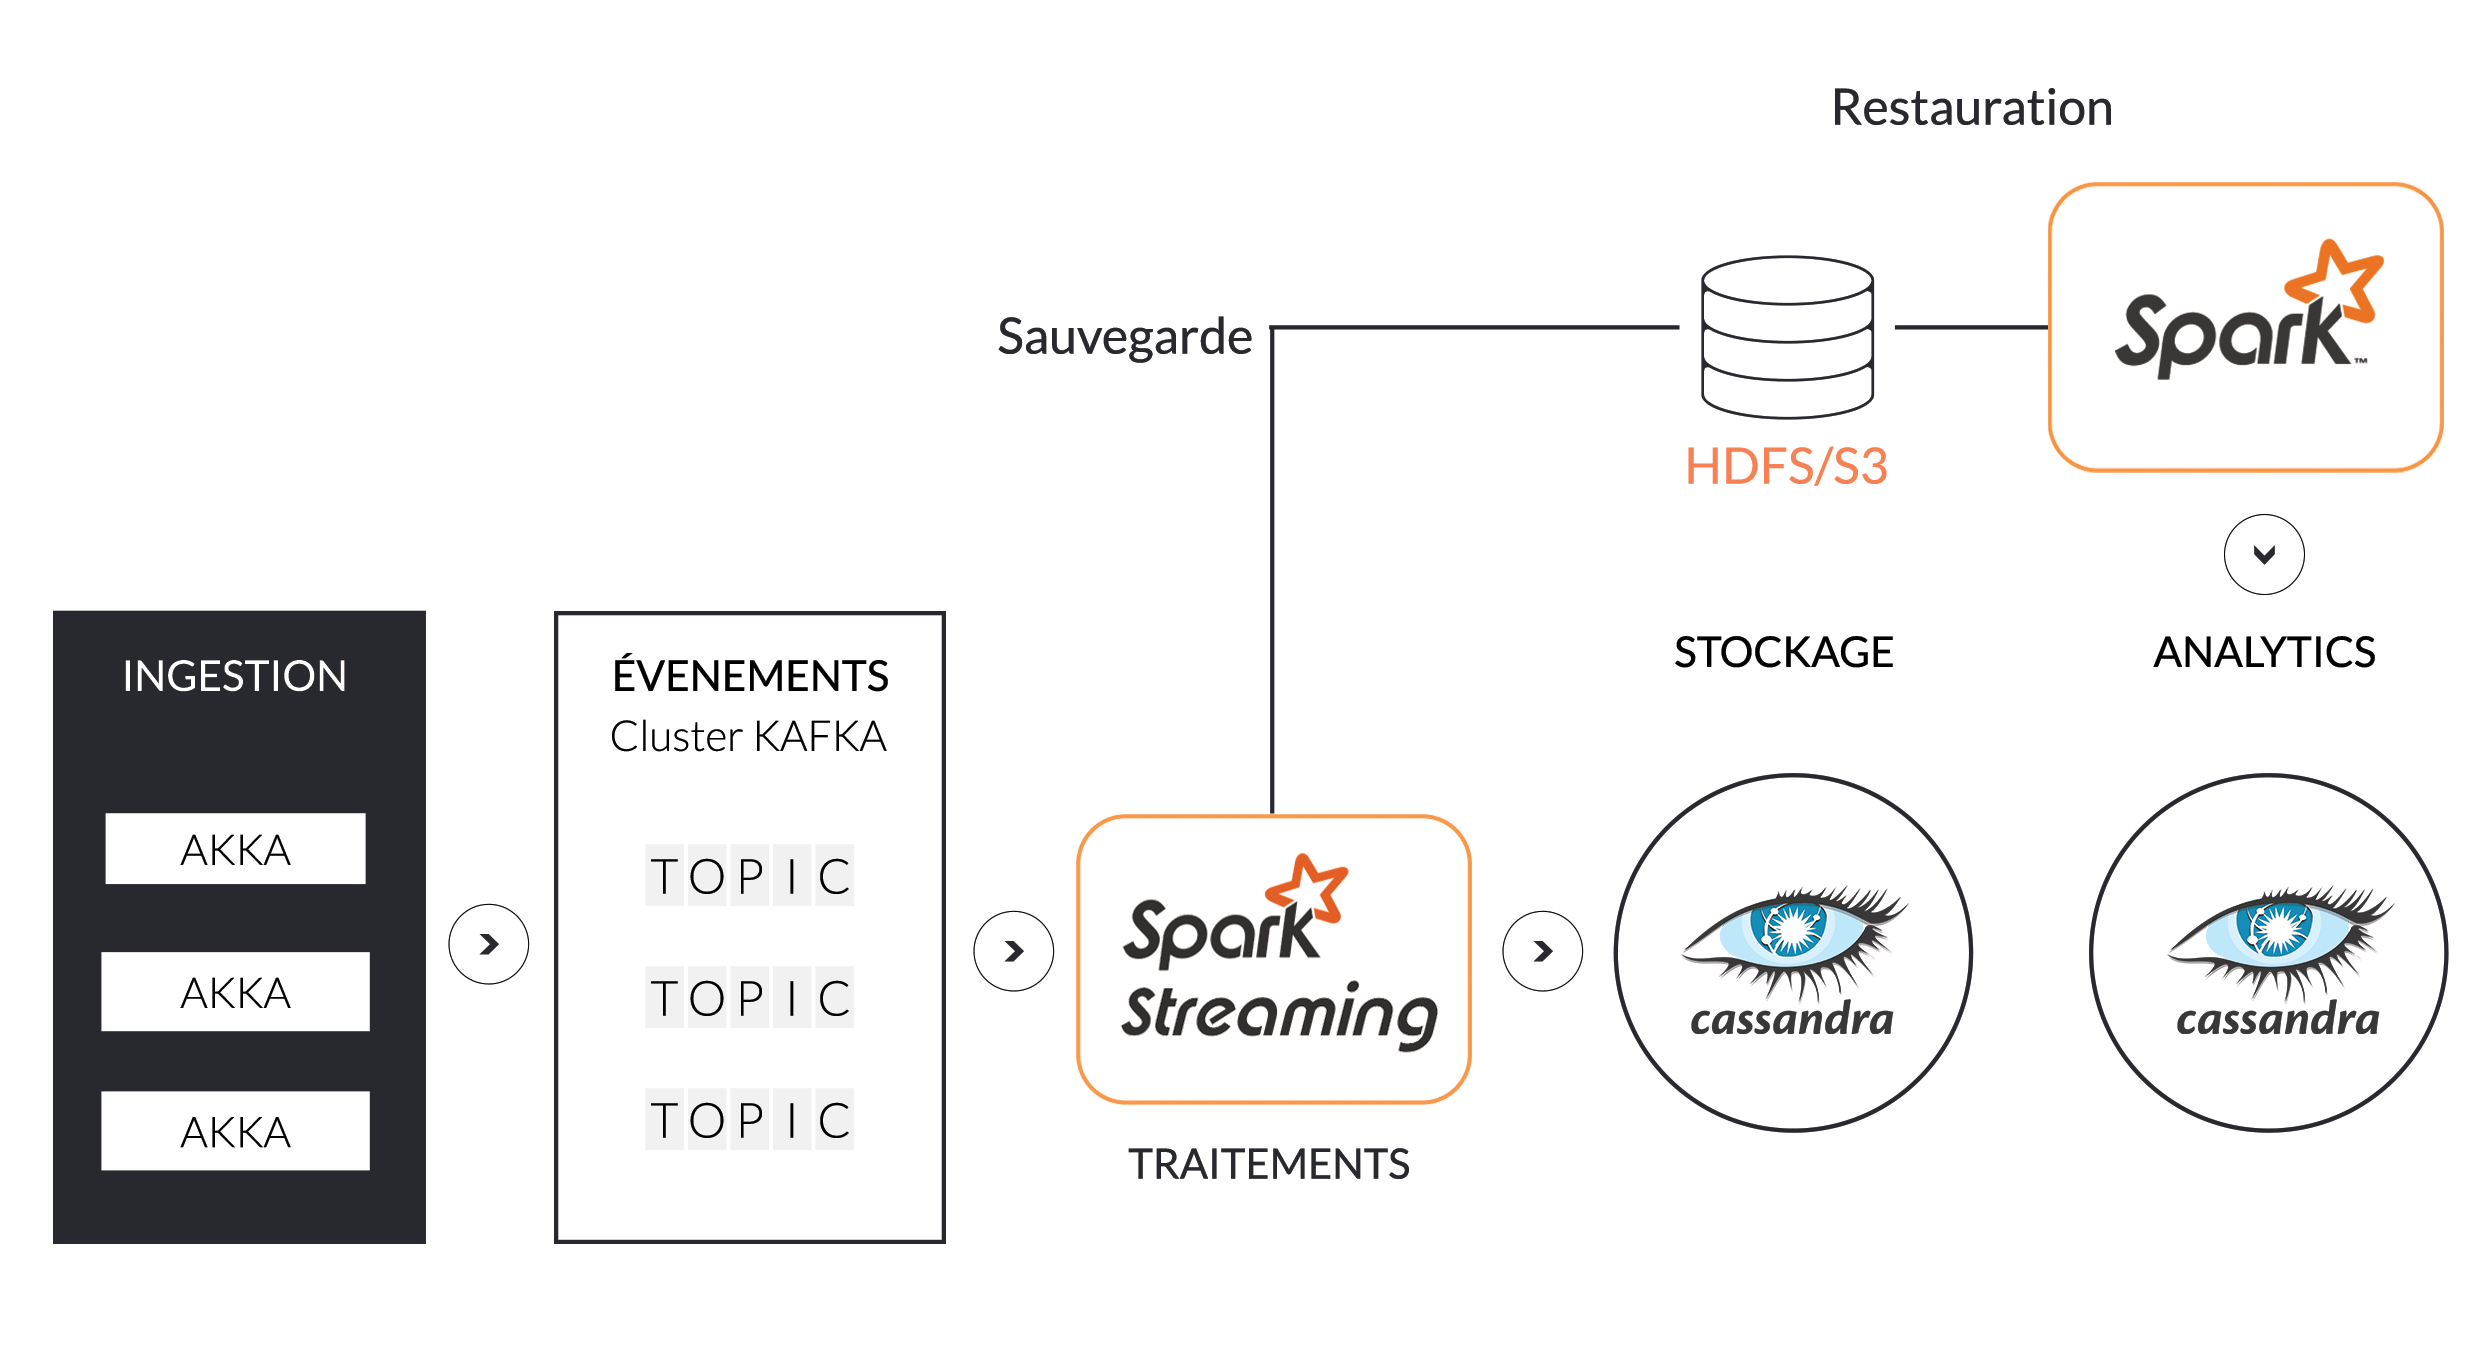 Restauration
Spark™
Sauvegarde
HDFS/S3
INGESTION
AKKA
AKKA
AKKA
ÉVENEMENTS
Cluster KAFKA
TOPIC
TOPIC
TOPIC
Spark
Streaming
TRAITEMENTS
STOCKAGE
cassandra
ANALYTICS
cassandra